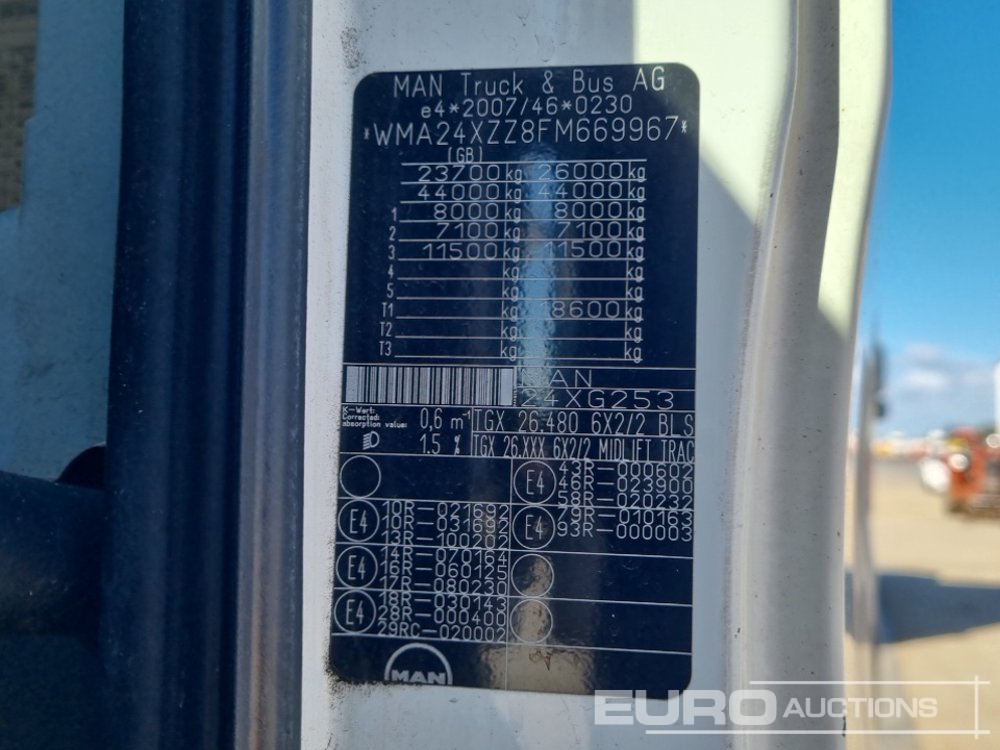 MAN Truck & Bus AG
e4*2007/46*0230
*WMA24XZZ8FM669967*
(GB)
23700 kg 26000 kg
44000 kg 44000 kg
1 8000 kg 8000 kg
2 7100 kg 7100 kg
3 11500 kg 11500 kg
4 kg kg
5 kg kg
T1 kg 18600 kg
T2 kg kg
T3 kg kg
MAN
24XG253
K-Wert:
Corrected
absorption value: 0,6 m-1
1.5 %
TGX 26.480 6X2/2 BLS
TGX 26.XXX 6X2/2 MIDLIFT TRAC
E4 43R-000602
46R-023900
58R-020232
E4 10R-021692
10R-031692
13R-100202
E4 79R-010163
93R-000003
E4 14R-070164
16R-060125
17R-080230
E4 18R-030143
28R-000400
29RC-020002
MAN
EURO AUCTIONS